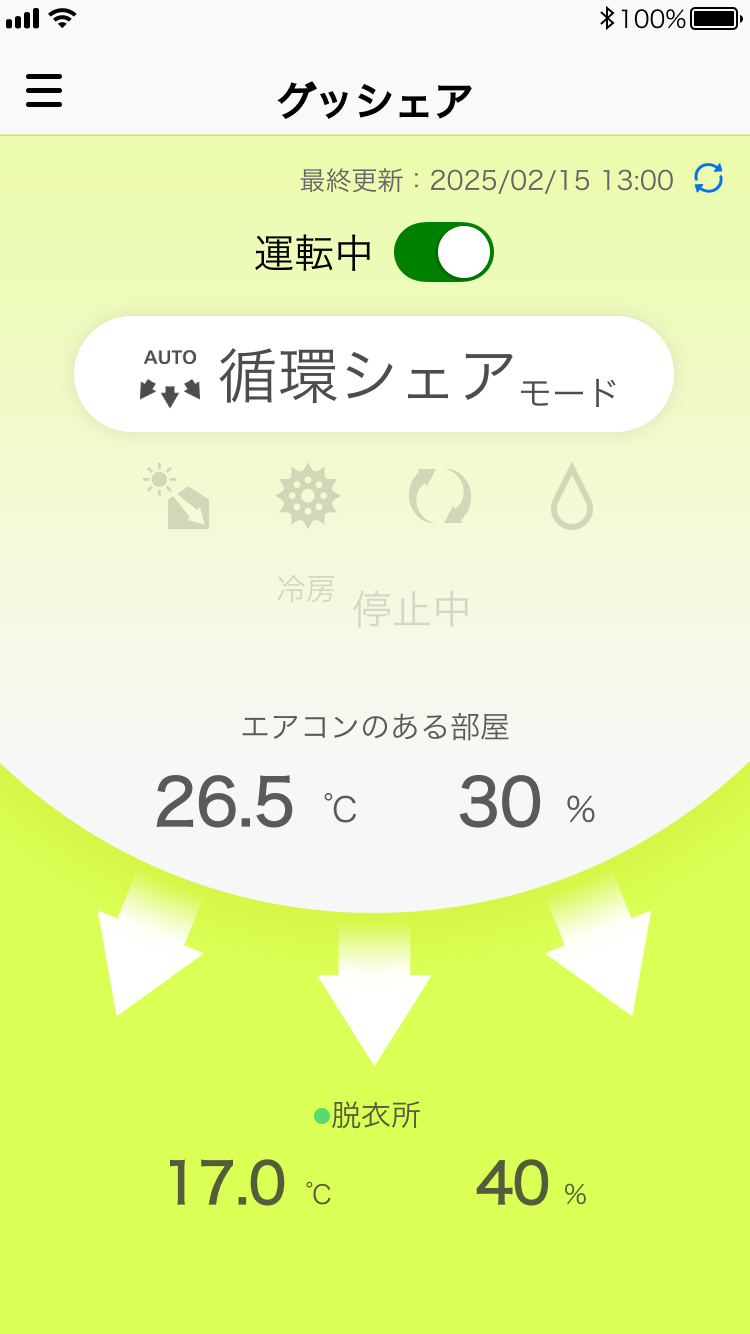 100%
グッシェア
最終更新：2025/02/15 13:00
運転中
AUTO 循環シェア モード
冷房 停止中
エアコンのある部屋
26.5 ℃ 30 %
脱衣所
17.0 ℃ 40 %